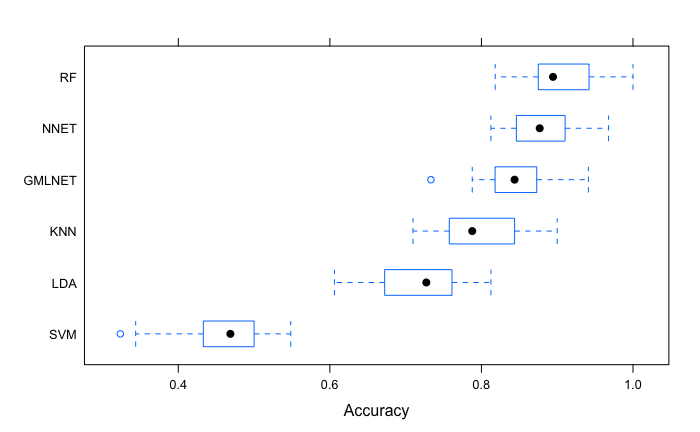 RF
NNET
GMLNET
KNN
LDA
SVM
0.4 0.6 0.8 1.0
Accuracy